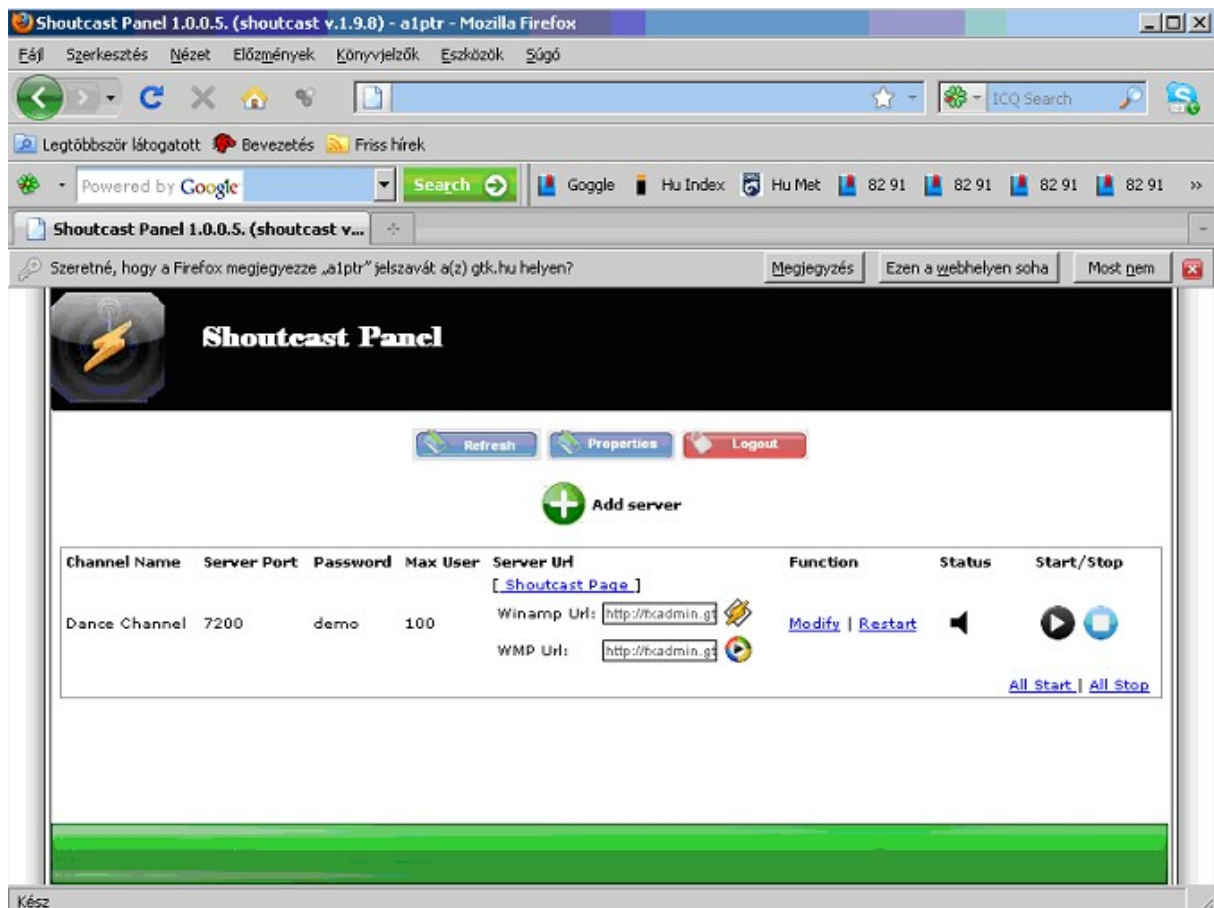 Shoutcast Panel 1.0.0.5. (shoutcast v.1.9.8) - a1ptr - Mozilla Firefox
Fájl Szerkesztés Nézet Előzmények Könyvjelzők Eszközök Súgó
ICQ Search
Legtöbbször látogatott Bevezetés Friss hírek
Powered by Google Search Goggle Hu Index Hu Met 82 91 82 91 82 91 82 91 »
Shoutcast Panel 1.0.0.5. (shoutcast v...
Szeretné, hogy a Firefox megjegyezze „a1ptr” jelszavát a(z) gtk.hu helyen? Megjegyzés Ezen a webhelyen soha Most nem
Shoutcast Panel
Refresh Properties Logout
Add server
Channel Name Server Port Password Max User Server Url Function Status Start/Stop
[ Shoutcast Page ]
Winamp Url: http://fxadmin.gt
Dance Channel 7200 demo 100 Modify | Restart
WMP Url: http://fxadmin.gt
All Start | All Stop
Kész